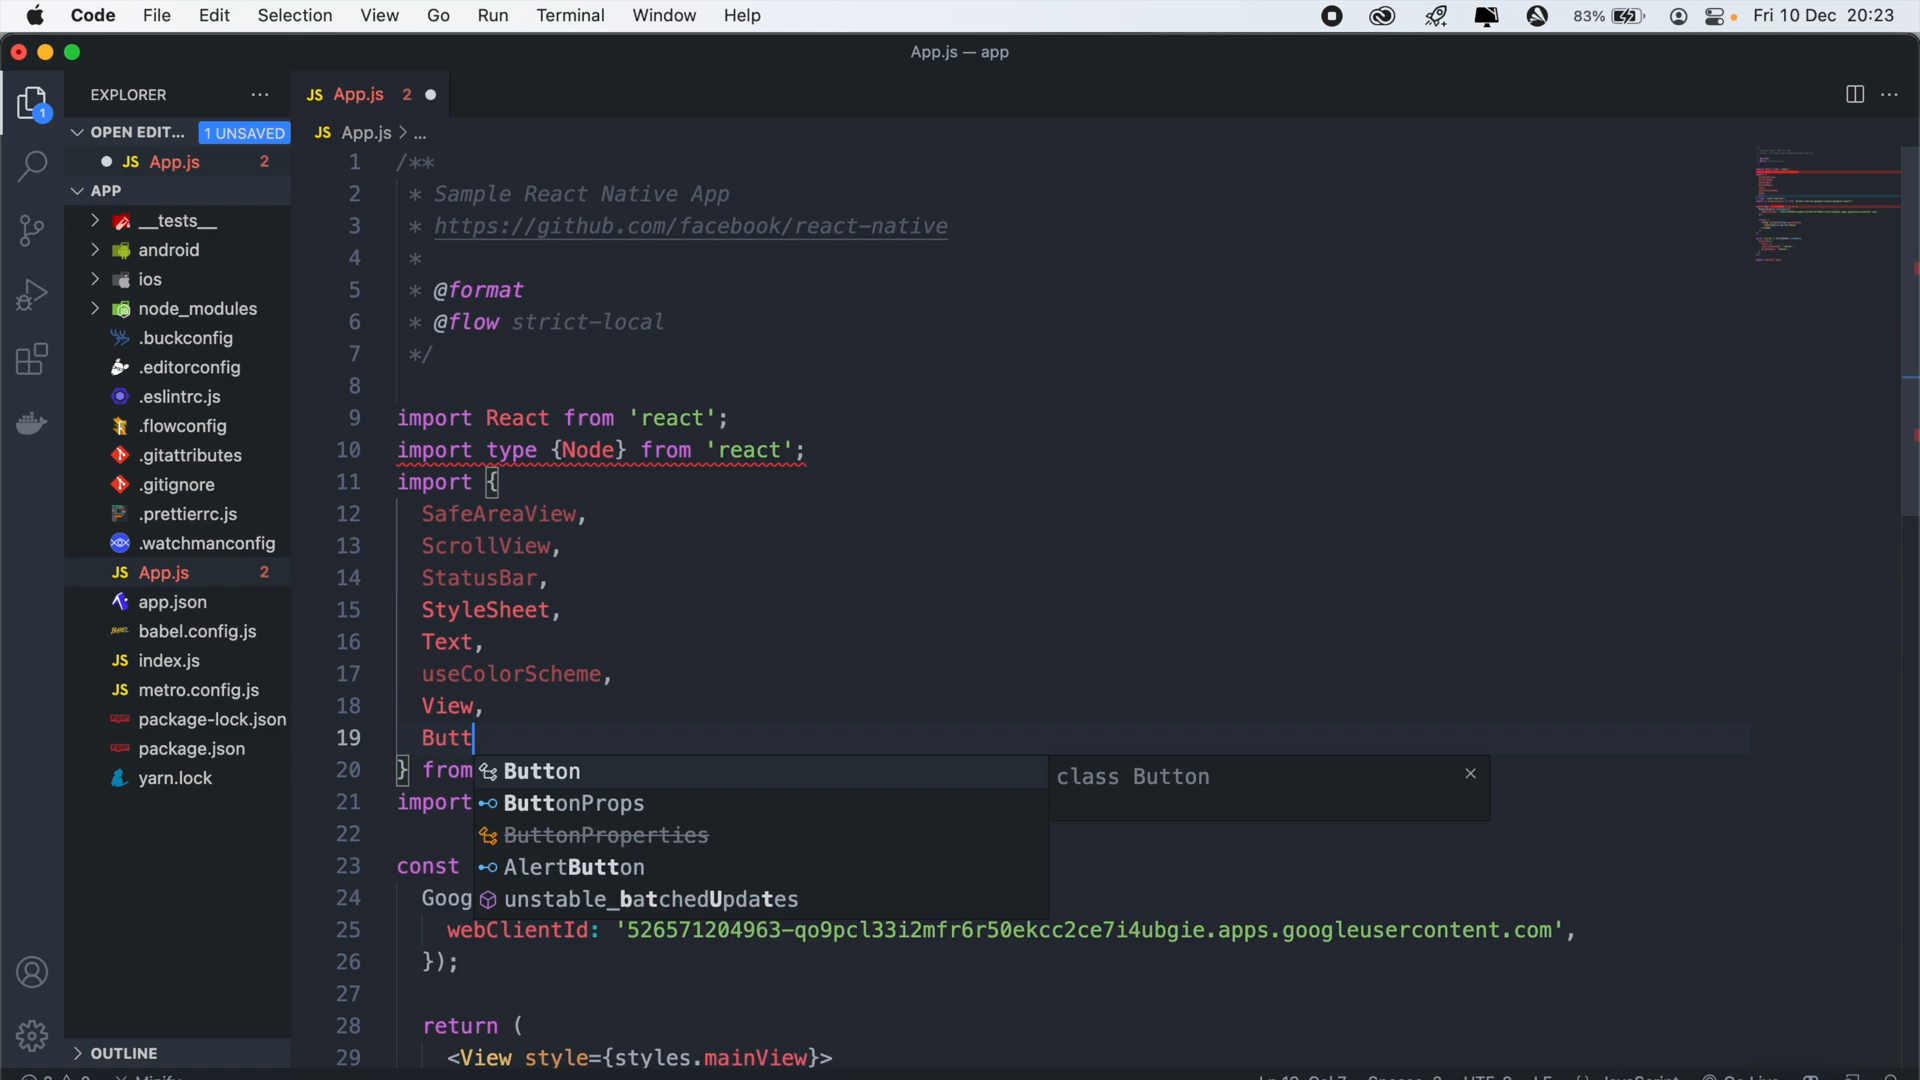 Code File Edit Selection View Go Run Terminal Window Help 83% Fri 10 Dec 20:23
App.js — app
EXPLORER ···
JS App.js 2
OPEN EDIT... 1 UNSAVED
JS App.js > ...
JS App.js 2
APP
__tests__
android
ios
node_modules
.buckconfig
.editorconfig
.eslintrc.js
.flowconfig
.gitattributes
.gitignore
.prettierrc.js
.watchmanconfig
JS App.js 2
app.json
babel.config.js
JS index.js
JS metro.config.js
package-lock.json
package.json
yarn.lock
OUTLINE
1 /**
2 * Sample React Native App
3 * https://github.com/facebook/react-native
4 *
5 * @format
6 * @flow strict-local
7 */
8
9 import React from 'react';
10 import type {Node} from 'react';
11 import {
12 SafeAreaView,
13 ScrollView,
14 StatusBar,
15 StyleSheet,
16 Text,
17 useColorScheme,
18 View,
19 Butt
20 } from
21 import
22
23 const
24 Goog
25 webClientId: '526571204963-qo9pcl33i2mfr6r50ekcc2ce7i4ubgie.apps.googleusercontent.com',
26 });
27
28 return (
29 <View style={styles.mainView}>
Button
ButtonProps
ButtonProperties
AlertButton
unstable_batchedUpdates
class Button